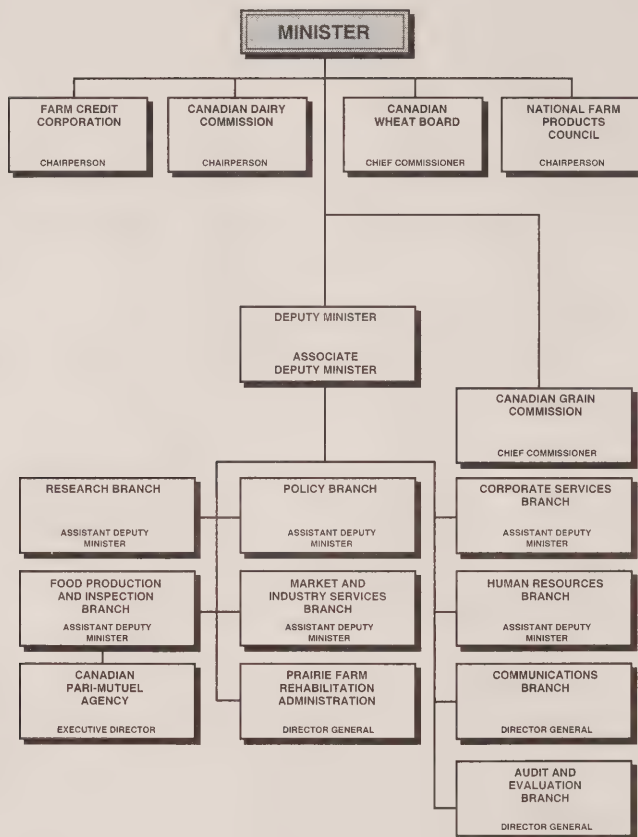 MINISTER
FARM CREDIT
CORPORATION
CHAIRPERSON
CANADIAN DAIRY
COMMISSION
CHAIRPERSON
CANADIAN
WHEAT BOARD
CHIEF COMMISSIONER
NATIONAL FARM
PRODUCTS
COUNCIL
CHAIRPERSON
DEPUTY MINISTER
ASSOCIATE
DEPUTY MINISTER
CANADIAN GRAIN
COMMISSION
CHIEF COMMISSIONER
RESEARCH BRANCH
ASSISTANT DEPUTY
MINISTER
POLICY BRANCH
ASSISTANT DEPUTY
MINISTER
CORPORATE SERVICES
BRANCH
ASSISTANT DEPUTY
MINISTER
FOOD PRODUCTION
AND INSPECTION
BRANCH
ASSISTANT DEPUTY
MINISTER
MARKET AND
INDUSTRY SERVICES
BRANCH
ASSISTANT DEPUTY
MINISTER
HUMAN RESOURCES
BRANCH
ASSISTANT DEPUTY
MINISTER
CANADIAN
PARI-MUTUEL
AGENCY
EXECUTIVE DIRECTOR
PRAIRIE FARM
REHABILITATION
ADMINISTRATION
DIRECTOR GENERAL
COMMUNICATIONS
BRANCH
DIRECTOR GENERAL
AUDIT AND
EVALUATION
BRANCH
DIRECTOR GENERAL